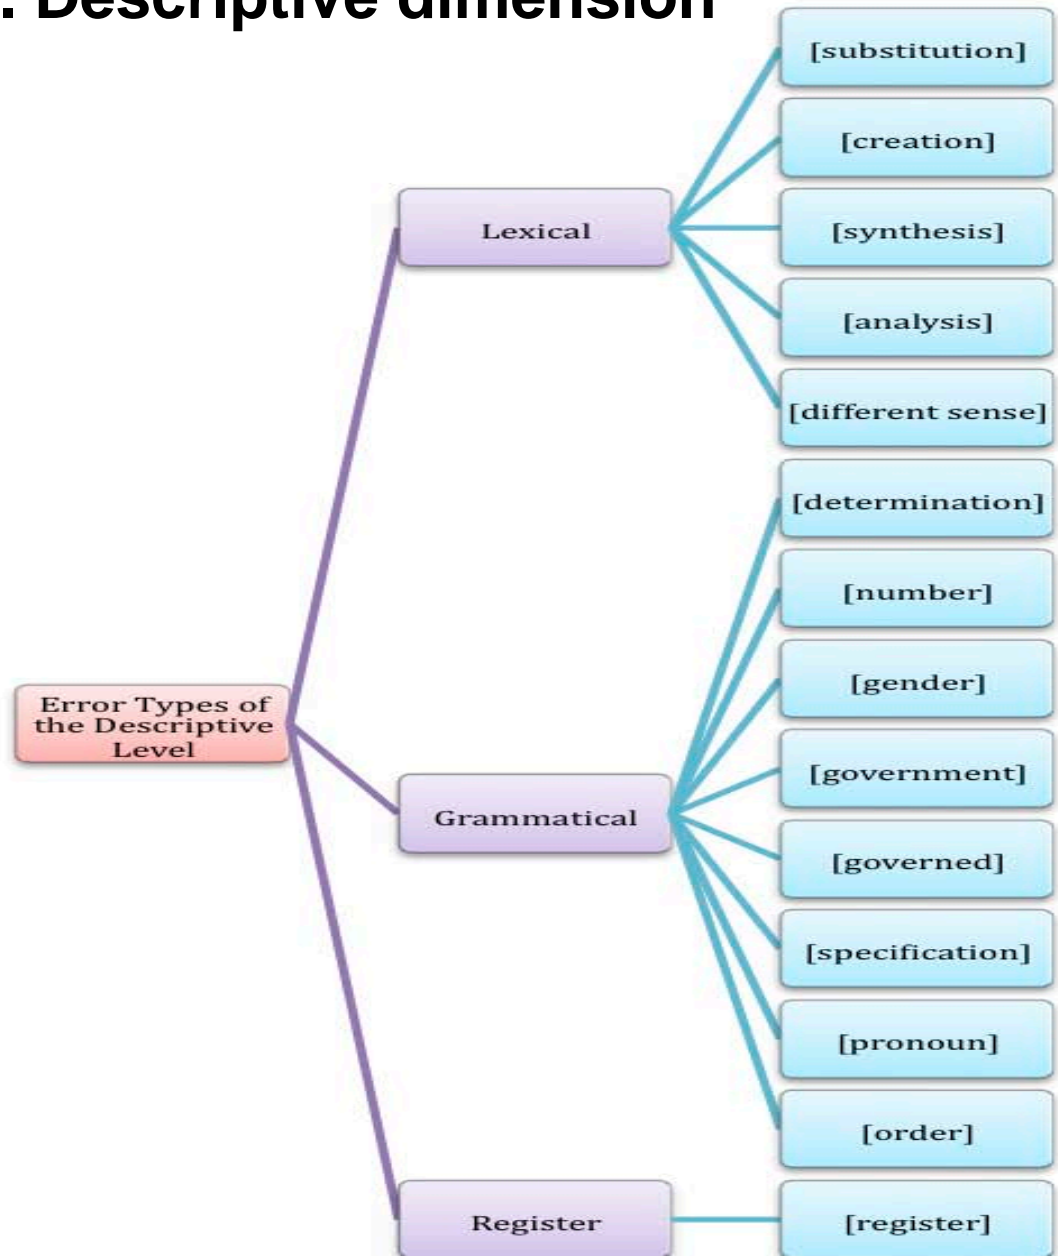 . Descriptive dimension
Error Types of
the Descriptive
Level
Lexical
[substitution]
[creation]
[synthesis]
[analysis]
[different sense]
Grammatical
[determination]
[number]
[gender]
[government]
[governed]
[specification]
[pronoun]
[order]
Register
[register]